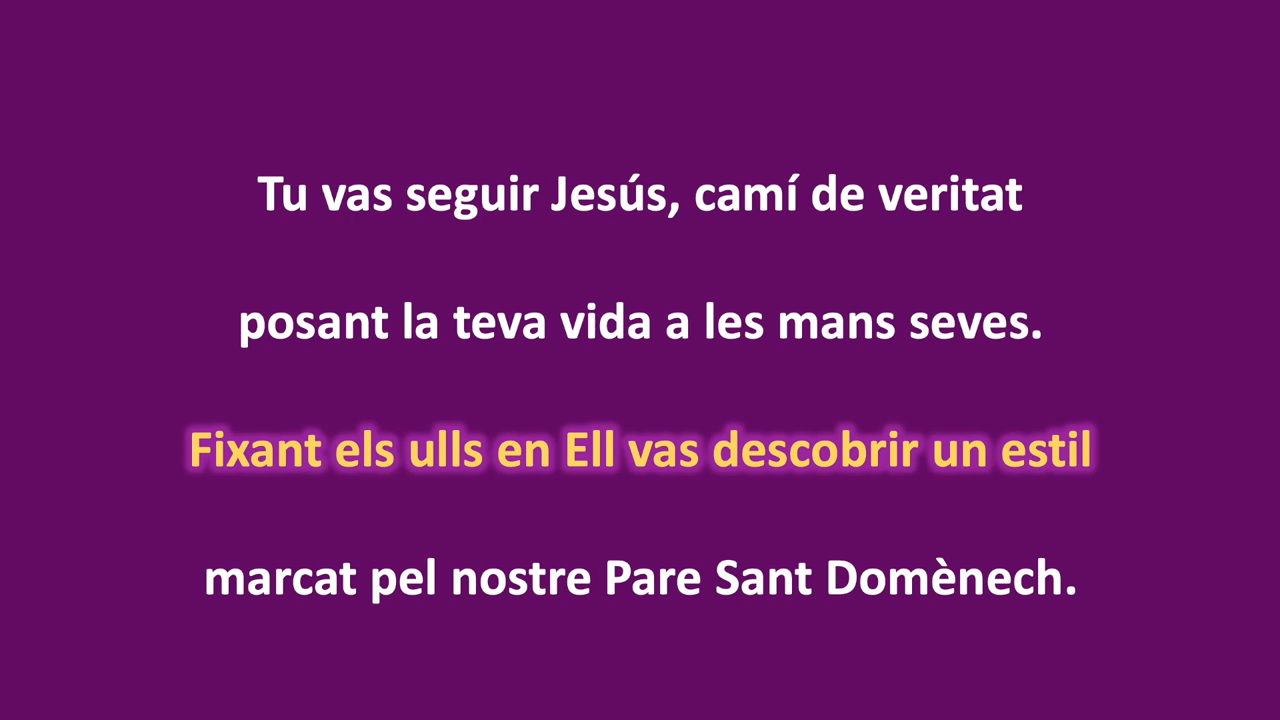 Tu vas seguir Jesús, camí de veritat
posant la teva vida a les mans seves.
Fixant els ulls en Ell vas descobrir un estil
marcat pel nostre Pare Sant Domènech.